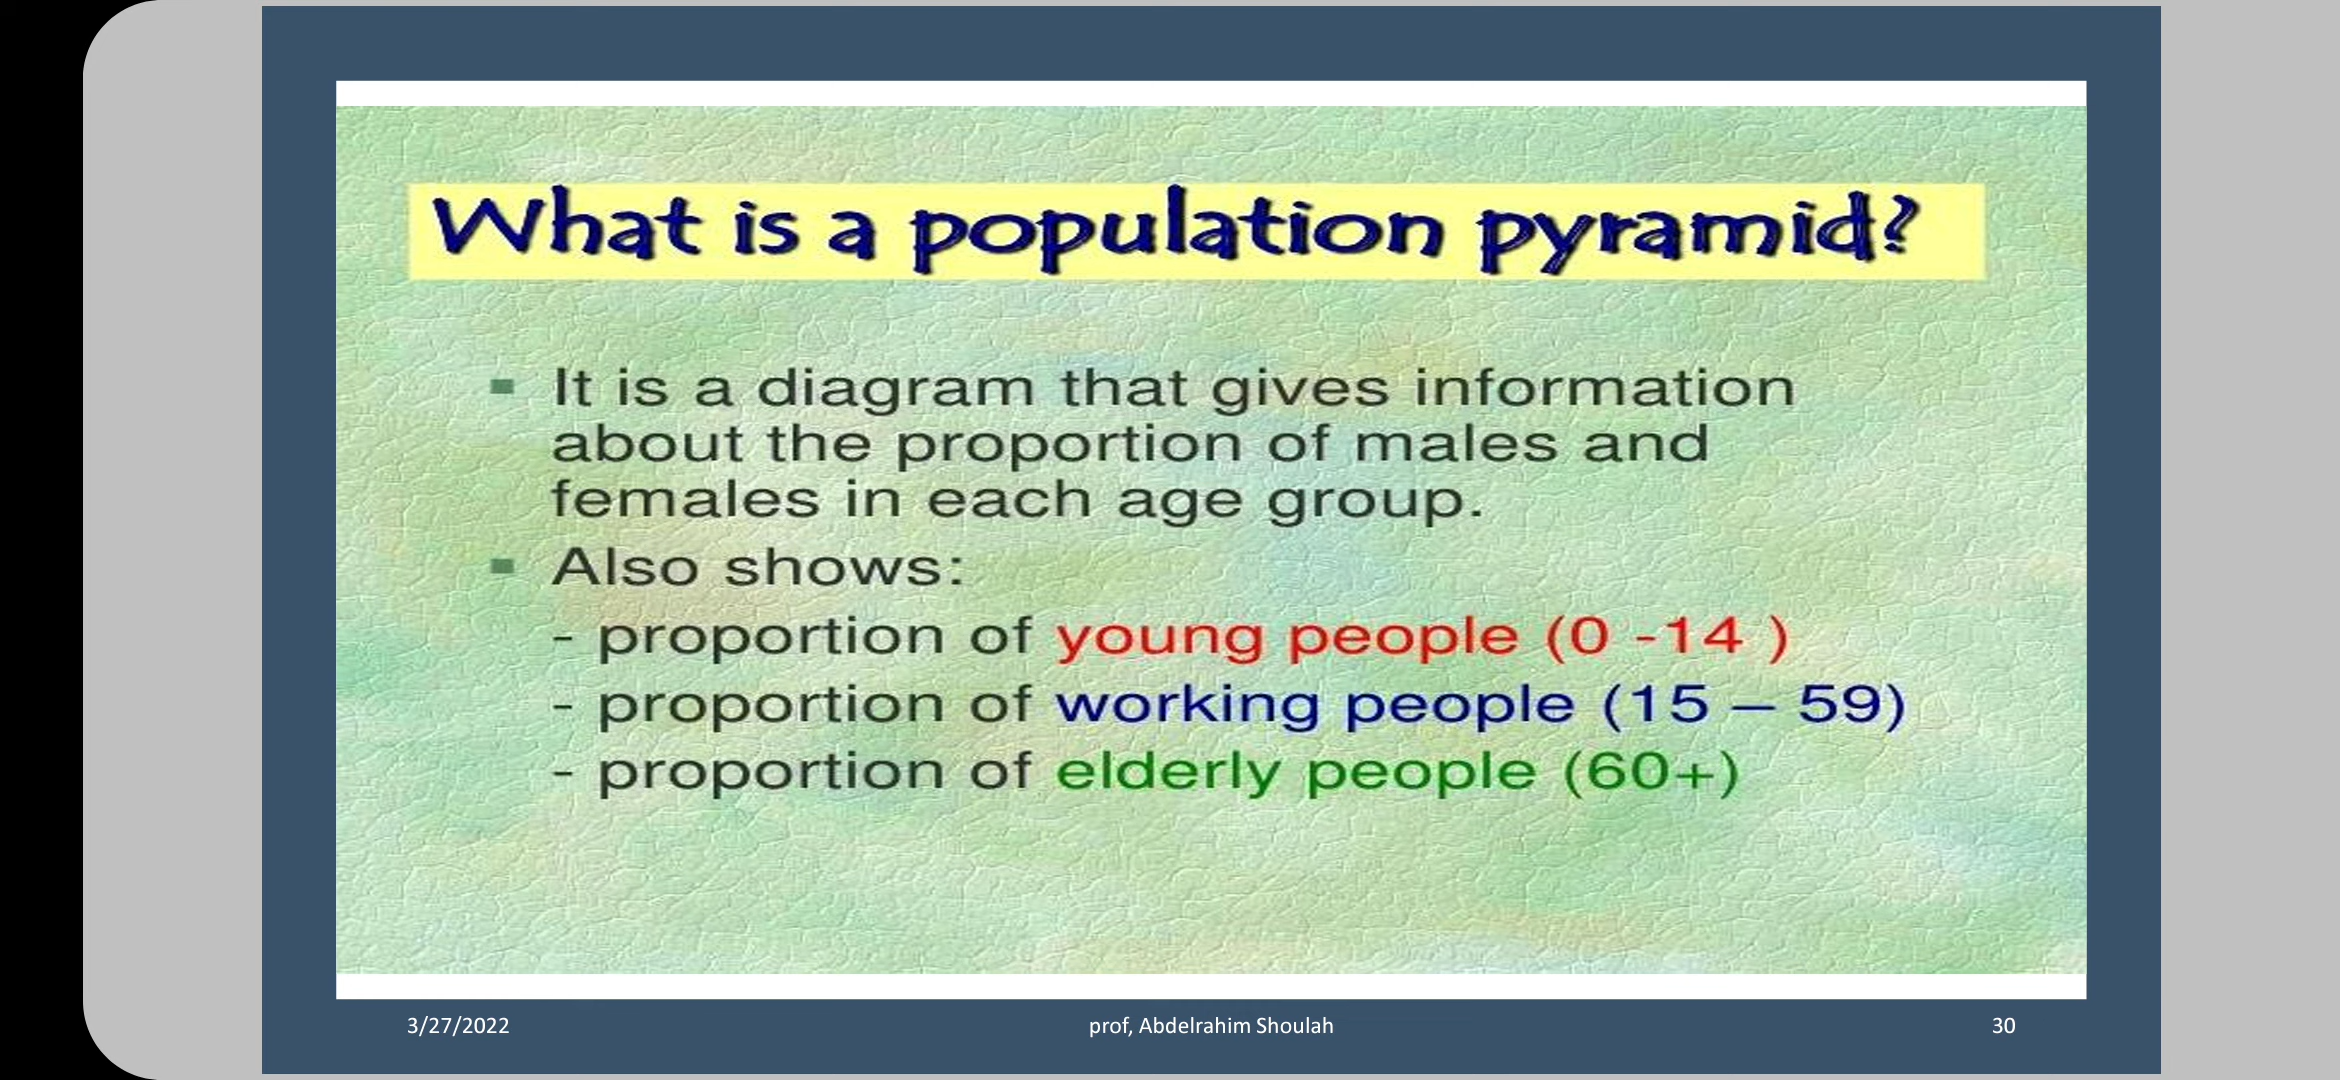 What is a population pyramid?
▪ It is a diagram that gives information
about the proportion of males and
females in each age group.
▪ Also shows:
- proportion of young people (0 -14 )
- proportion of working people (15 – 59)
- proportion of elderly people (60+)
3/27/2022 prof, Abdelrahim Shoulah 30